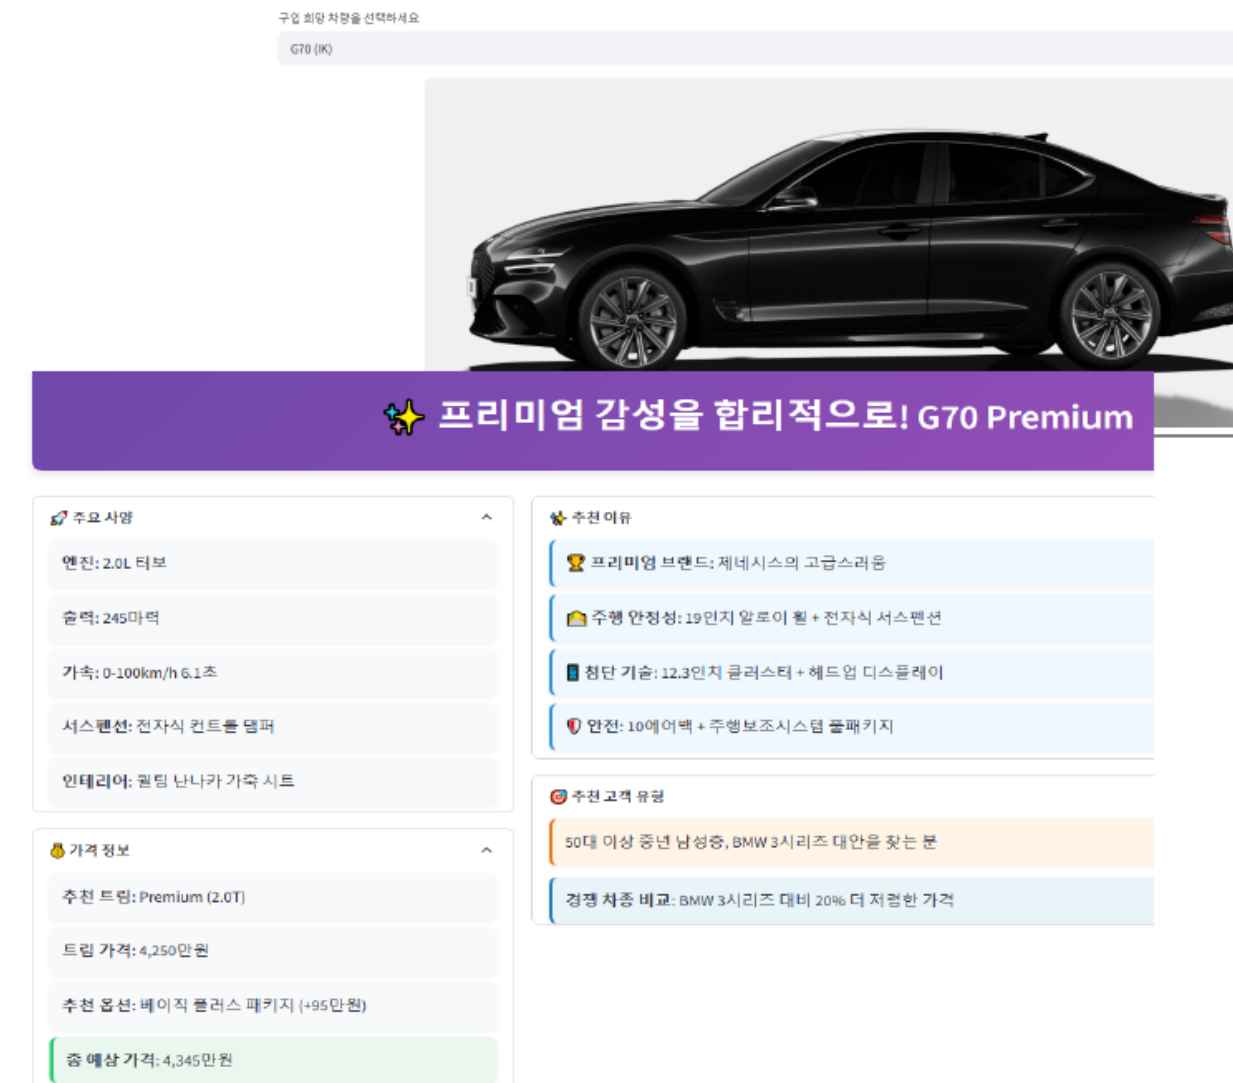 구입 희망 차량을 선택하세요
G70 (IK)
✨ 프리미엄 감성을 합리적으로! G70 Premium
🚀 주요 사양
엔진: 2.0L 터보
출력: 245마력
가속: 0-100km/h 6.1초
서스펜션: 전자식 컨트롤 댐퍼
인테리어: 퀼팅 난나카 가죽 시트
💰 가격 정보
추천 트림: Premium (2.0T)
트림 가격: 4,250만원
추천 옵션: 베이직 플러스 패키지 (+95만원)
총 예상 가격: 4,345만원
추천 이유
🏆 프리미엄 브랜드: 제네시스의 고급스러움
주행 안정성: 19인치 알로이 휠 + 전자식 서스펜션
첨단 기술: 12.3인치 클러스터 + 헤드업 디스플레이
안전: 10에어백 + 주행보조시스템 풀패키지
🎯 추천 고객 유형
50대 이상 중년 남성층, BMW 3시리즈 대안을 찾는 분
경쟁 차종 비교: BMW 3시리즈 대비 20% 더 저렴한 가격